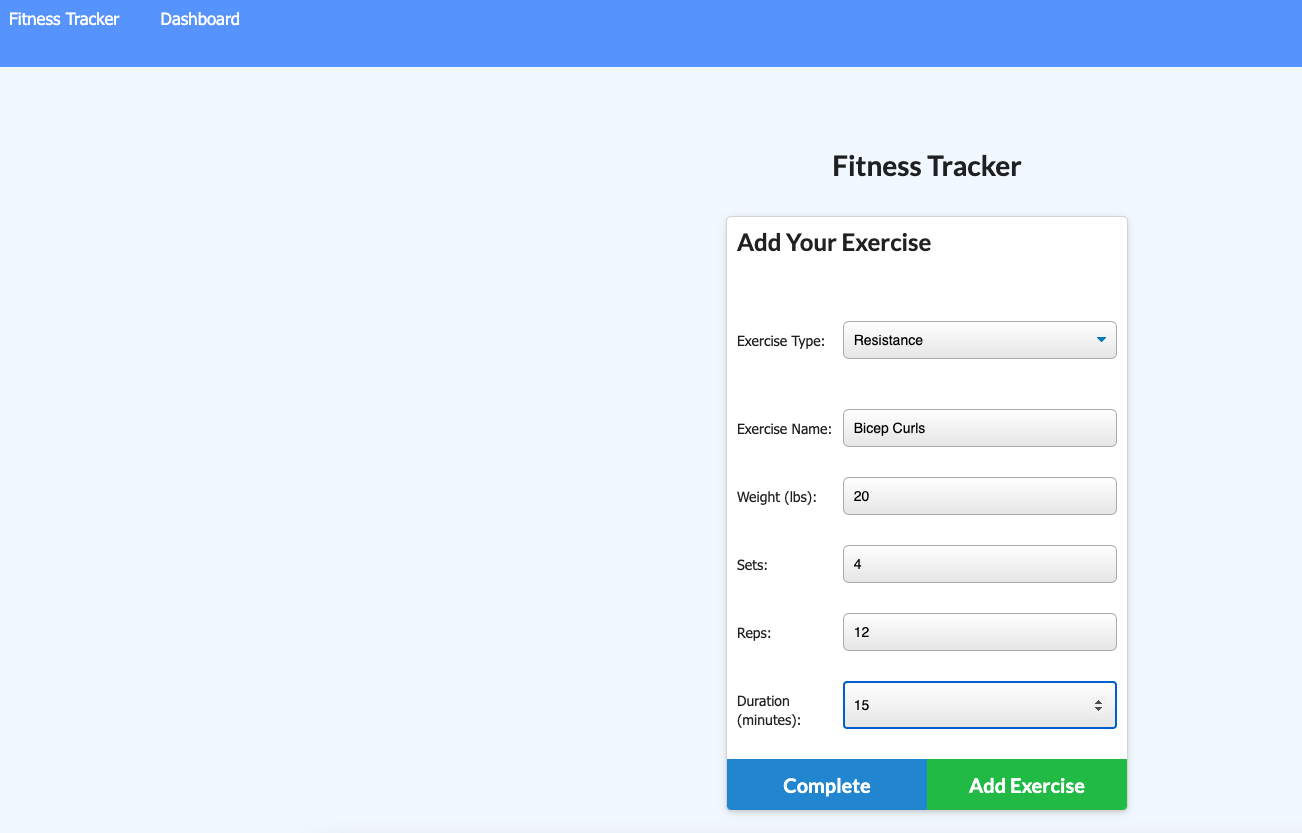 Fitness Tracker Dashboard
Fitness Tracker
Add Your Exercise
Exercise Type: Resistance
Exercise Name: Bicep Curls
Weight (lbs): 20
Sets: 4
Reps: 12
Duration
(minutes): 15
Complete Add Exercise